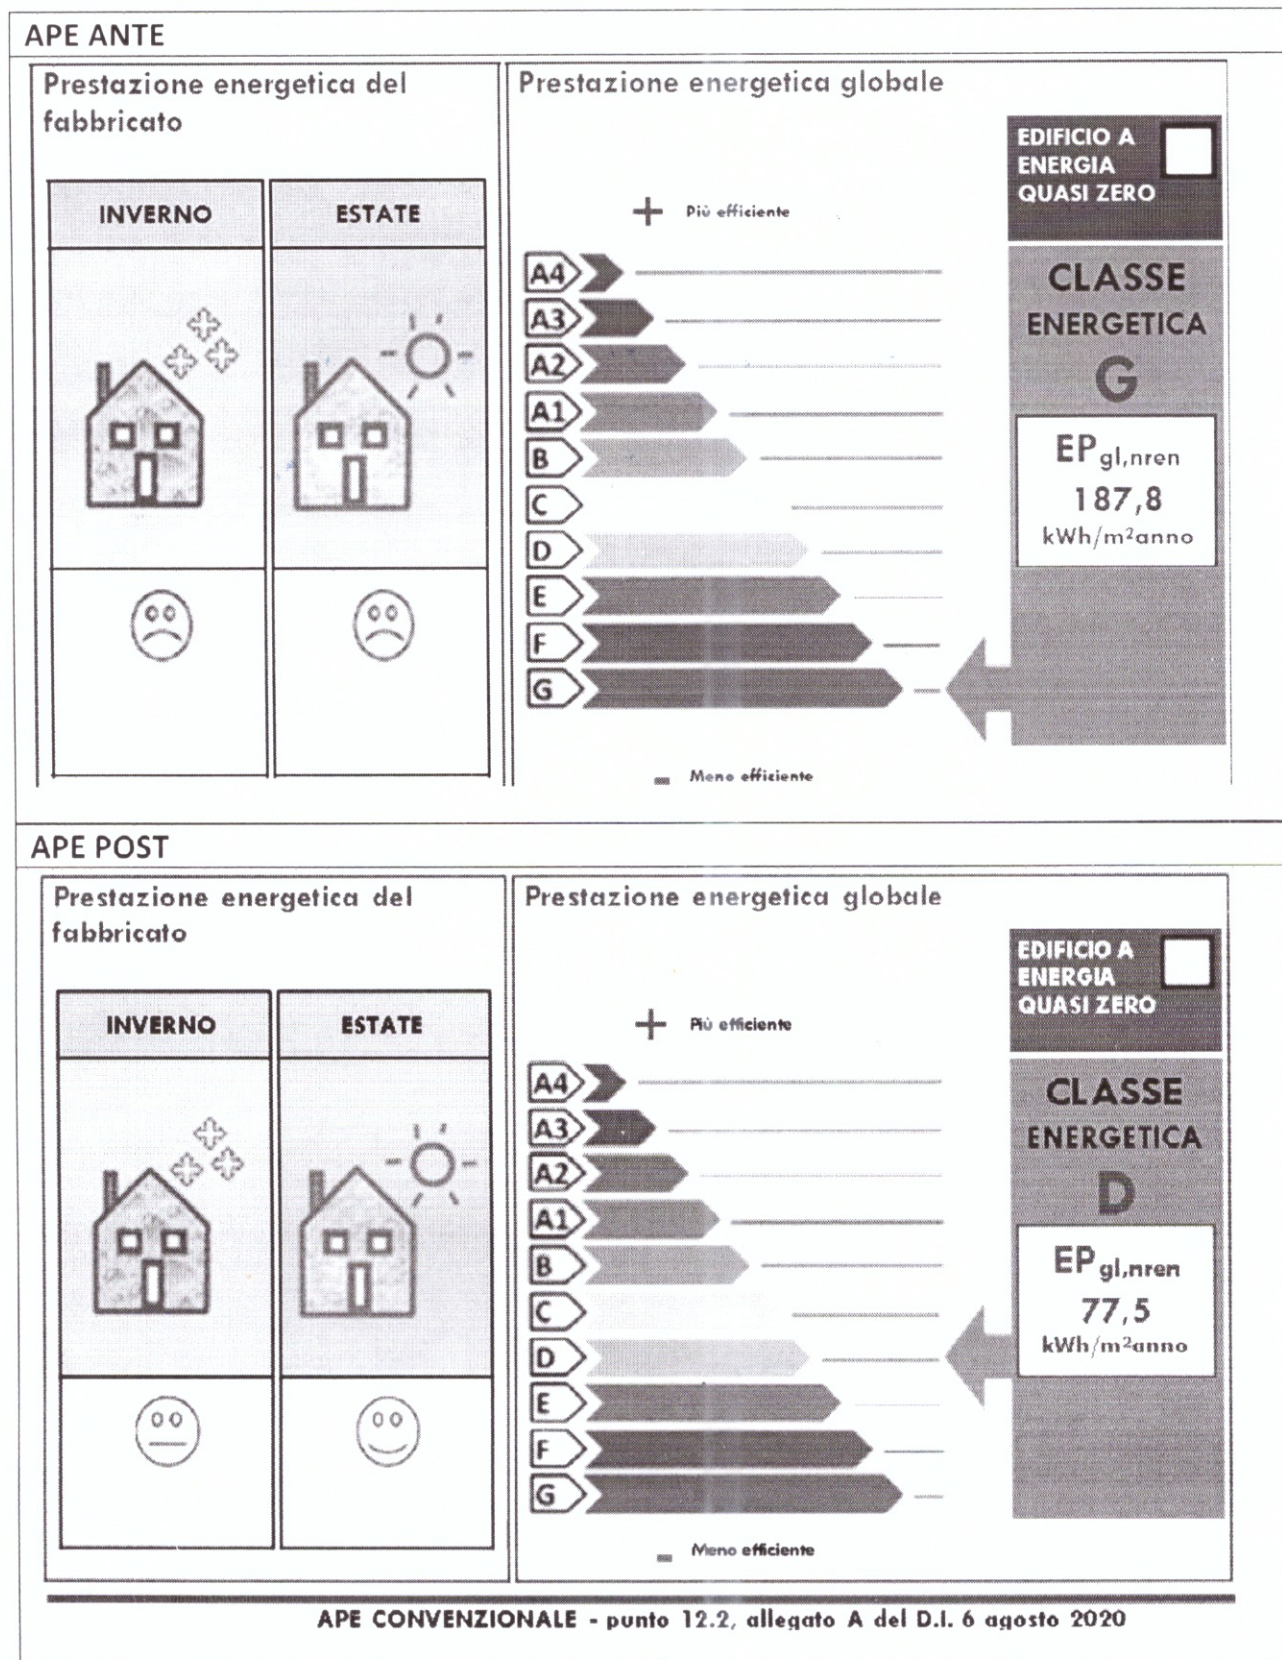 APE ANTE
Prestazione energetica del
fabbricato
INVERNO
ESTATE
Prestazione energetica globale
EDIFICIO A
ENERGIA
QUASI ZERO
+ Più efficiente
A4
A3
A2
A1
B
C
D
E
F
G
- Meno efficiente
CLASSE
ENERGETICA
G
EPgl,nren
187,8
kWh/m²anno
APE POST
Prestazione energetica del
fabbricato
INVERNO
ESTATE
Prestazione energetica globale
EDIFICIO A
ENERGIA
QUASI ZERO
+ Più efficiente
A4
A3
A2
A1
B
C
D
E
F
G
- Meno efficiente
CLASSE
ENERGETICA
D
EPgl,nren
77,5
kWh/m²anno
APE CONVENZIONALE - punto 12.2, allegato A del D.I. 6 agosto 2020